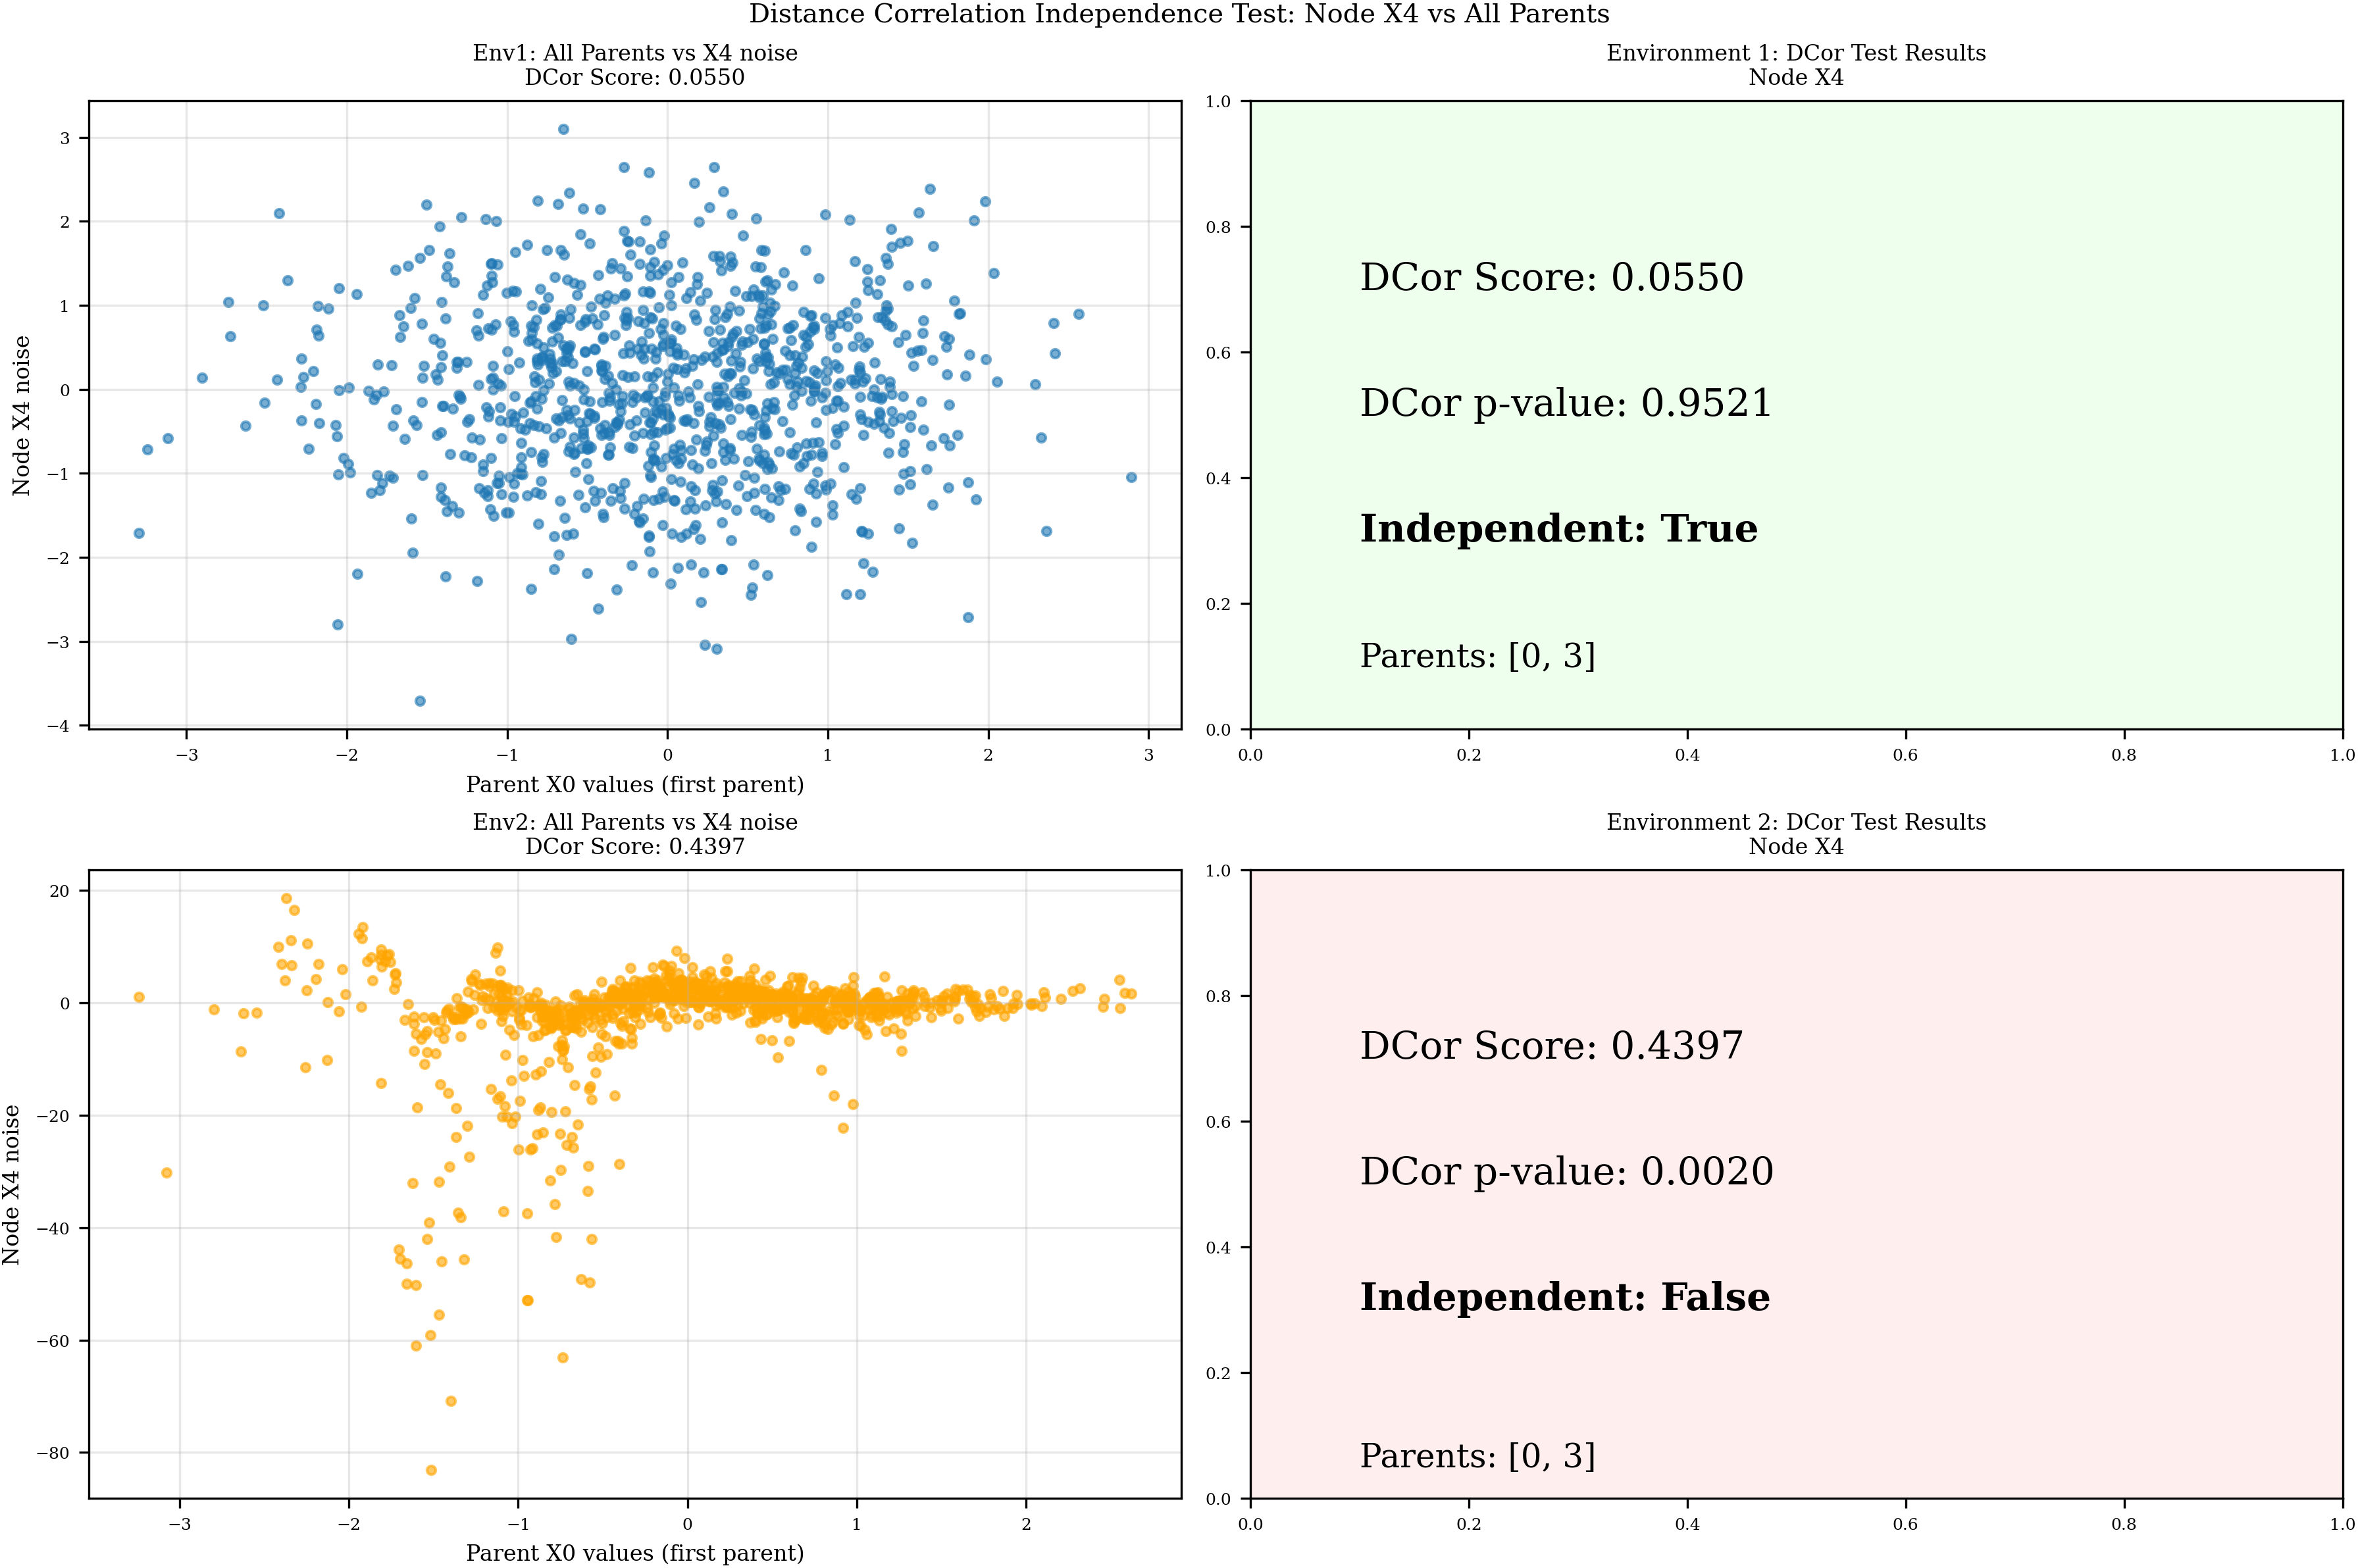 Distance Correlation Independence Test: Node X4 vs All Parents
Env1: All Parents vs X4 noise
DCor Score: 0.0550
Node X4 noise
3
2
1
0
−1
−2
−3
−4
−3
−2
−1
0
1
2
3
Parent X0 values (first parent)
Environment 1: DCor Test Results
Node X4
1.0
0.8
0.6
0.4
0.2
0.0
DCor Score: 0.0550
DCor p-value: 0.9521
Independent: True
Parents: [0, 3]
0.0
0.2
0.4
0.6
0.8
1.0
Env2: All Parents vs X4 noise
DCor Score: 0.4397
Node X4 noise
20
0
−20
−40
−60
−80
−3
−2
−1
0
1
2
Parent X0 values (first parent)
Environment 2: DCor Test Results
Node X4
1.0
0.8
0.6
0.4
0.2
0.0
DCor Score: 0.4397
DCor p-value: 0.0020
Independent: False
Parents: [0, 3]
0.0
0.2
0.4
0.6
0.8
1.0